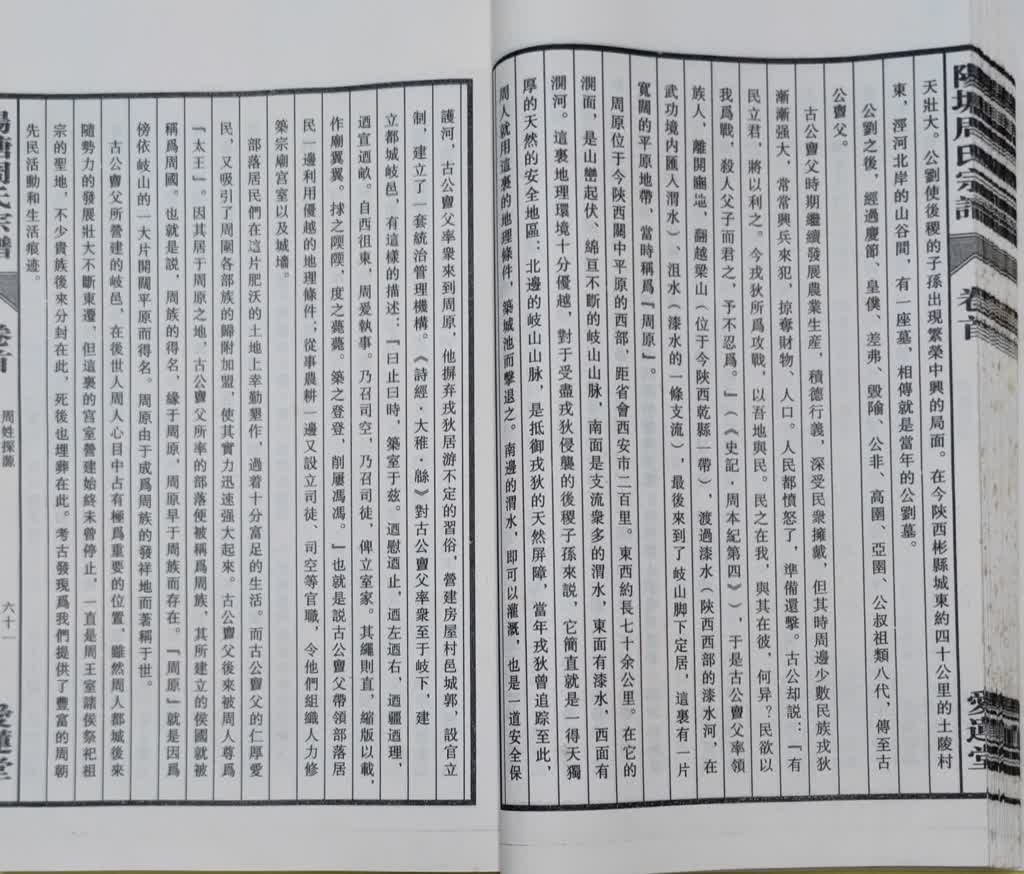 陽塘周氏宗譜
卷首
愛蓮堂
天壯大。公劉使後稷的子孫出現繁榮中興的局面。在今陝西彬縣城東約四十公里的土陵村
東，涇河北岸的山谷間，有一座墓，相傳就是當年的公劉墓。
公劉之後，經過慶節、皇僕、差弗、毁隃、公非、高圉、亞圉、公叔祖類八代，傳至古
公亶父。
古公亶父時期繼續發展農業生産，積德行義，深受民衆擁戴，但其時周邊少數民族戎狄
漸漸强大，常常興兵來犯，掠奪財物、人口。人民都憤怒了，準備還擊。古公却説：『有
民立君，將以利之。今戎狄所爲攻戰，以吾地與民。民之在我，與其在彼，何异？民欲以
我爲戰，殺人父子而君之，予不忍爲。』（《史記·周本紀第四》），于是古公亶父率領
族人，離開豳地，翻越梁山（位于今陝西乾縣一帶），渡過漆水（陝西西部的漆水河，在
武功境内匯入渭水）、沮水（漆水的一條支流），最後來到了岐山脚下定居，這裏有一片
寬闊的平原地帶，當時稱爲『周原』。
周原位于今陝西關中平原的西部，距省會西安市二百里。東西約長七十余公里。在它的
㵎面，是山巒起伏、綿亘不斷的岐山山脉，南面是支流衆多的渭水，東面有漆水，西面有
㵎河。這裏地理環境十分優越，對于受盡戎狄侵襲的後稷子孫來説，它簡直就是一得天獨
厚的天然的安全地區：北邊的岐山山脉，是抵御戎狄的天然屏障，當年戎狄曾追踪至此，
周人就用這裏的地理條件，築城池而擊退之。南邊的渭水，即可以灌溉，也是一道安全保
護河，古公亶父率衆來到周原，他摒弃戎狄居游不定的習俗，營建房屋村邑城郭，設官立
制，建立了一套統治管理機構。《詩經·大稚·緜》對古公亶父率衆至于岐下，建
立都城岐邑，有這樣的描述：『曰止曰時，築室于兹。迺慰迺止，迺左迺右，迺疆迺理，
迺宣迺畝。自西徂東，周爰執事。乃召司空，乃召司徒，俾立室家。其繩則直，縮版以載，
作廟翼翼。捄之陾陾，度之薨薨。築之登登，削屢馮馮。』也就是説古公亶父帶領部落居
民一邊利用優越的地理條件；從事農耕一邊又設立司徒、司空等官職，令他們組織人力修
築宗廟宫室以及城墻。
部落居民們在這片肥沃的土地上幸勤墾作，過着十分富足的生活。而古公亶父的仁厚愛
民，又吸引了周圍各部族的歸附加盟，使其實力迅速强大起來。古公亶父後來被周人尊爲
『太王』。因其居于周原之地，古公亶父所率的部落便被稱爲周族，其所建立的侯國就被
稱爲周國。也就是説，周族的得名，緣于周原，周原早于周族而存在。『周原』就是因爲
傍依岐山的一大片開闊平原而得名。周原由于成爲周族的發祥地而著稱于世。
古公亶父所營建的岐邑，在後世人周人心目中占有極爲重要的位置，雖然周人都城後來
隨勢力的發展壯大不斷東遷，但這裏的宫室營建始終未曾停止，一直是周王室諸侯祭祀祖
宗的聖地，不少貴族後來分封在此，死後也埋葬在此。考古發現爲我們提供了豐富的周朝
先民活動和生活痕迹。
陽塘周氏宗譜
卷首
周姓探源
六十一
愛蓮堂